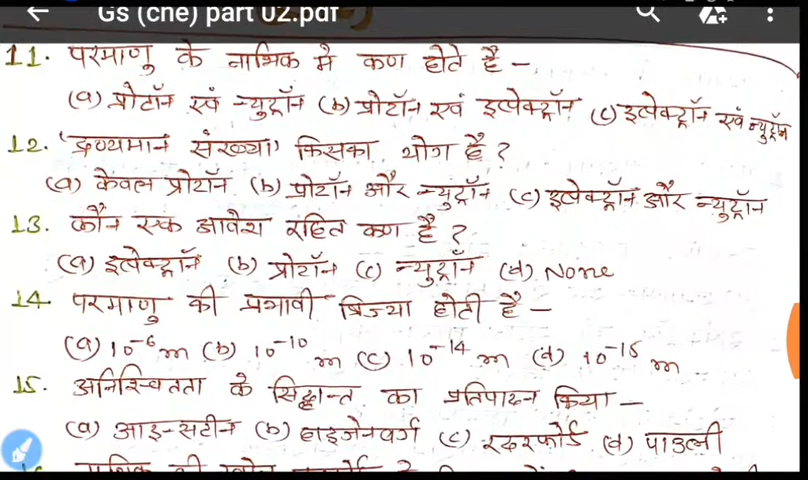 Gs (che) part 02.pdf
11. परमाणु के नाभिक मे कण होते है -
(a) प्रोटॉन एवं न्युट्रॉन (b) प्रोटॉन एवं इलेक्ट्रॉन (c) इलेक्ट्रॉन एवं न्युट्रॉन
12. 'द्रव्यमान संख्या' किसका योग है ?
(a) केवल प्रोटॉन (b) प्रोटॉन और न्युट्रॉन (c) इलेक्ट्रॉन और न्युट्रॉन
13. कौन एक आवेश रहित कण है ?
(a) इलेक्ट्रॉन (b) प्रोटॉन (c) न्युट्रॉन (d) None
14. परमाणु की प्रभावी त्रिज्या होती है -
(a) 10⁻⁶ m (b) 10⁻¹⁰ m (c) 10⁻¹⁴ m (d) 10⁻¹⁵ m
15. अनिश्चितता के सिद्धान्त का प्रतिपादन किया -
(a) आइन्सटीन (b) हाइजेनवर्ग (c) रदरफोर्ड (d) पाउली